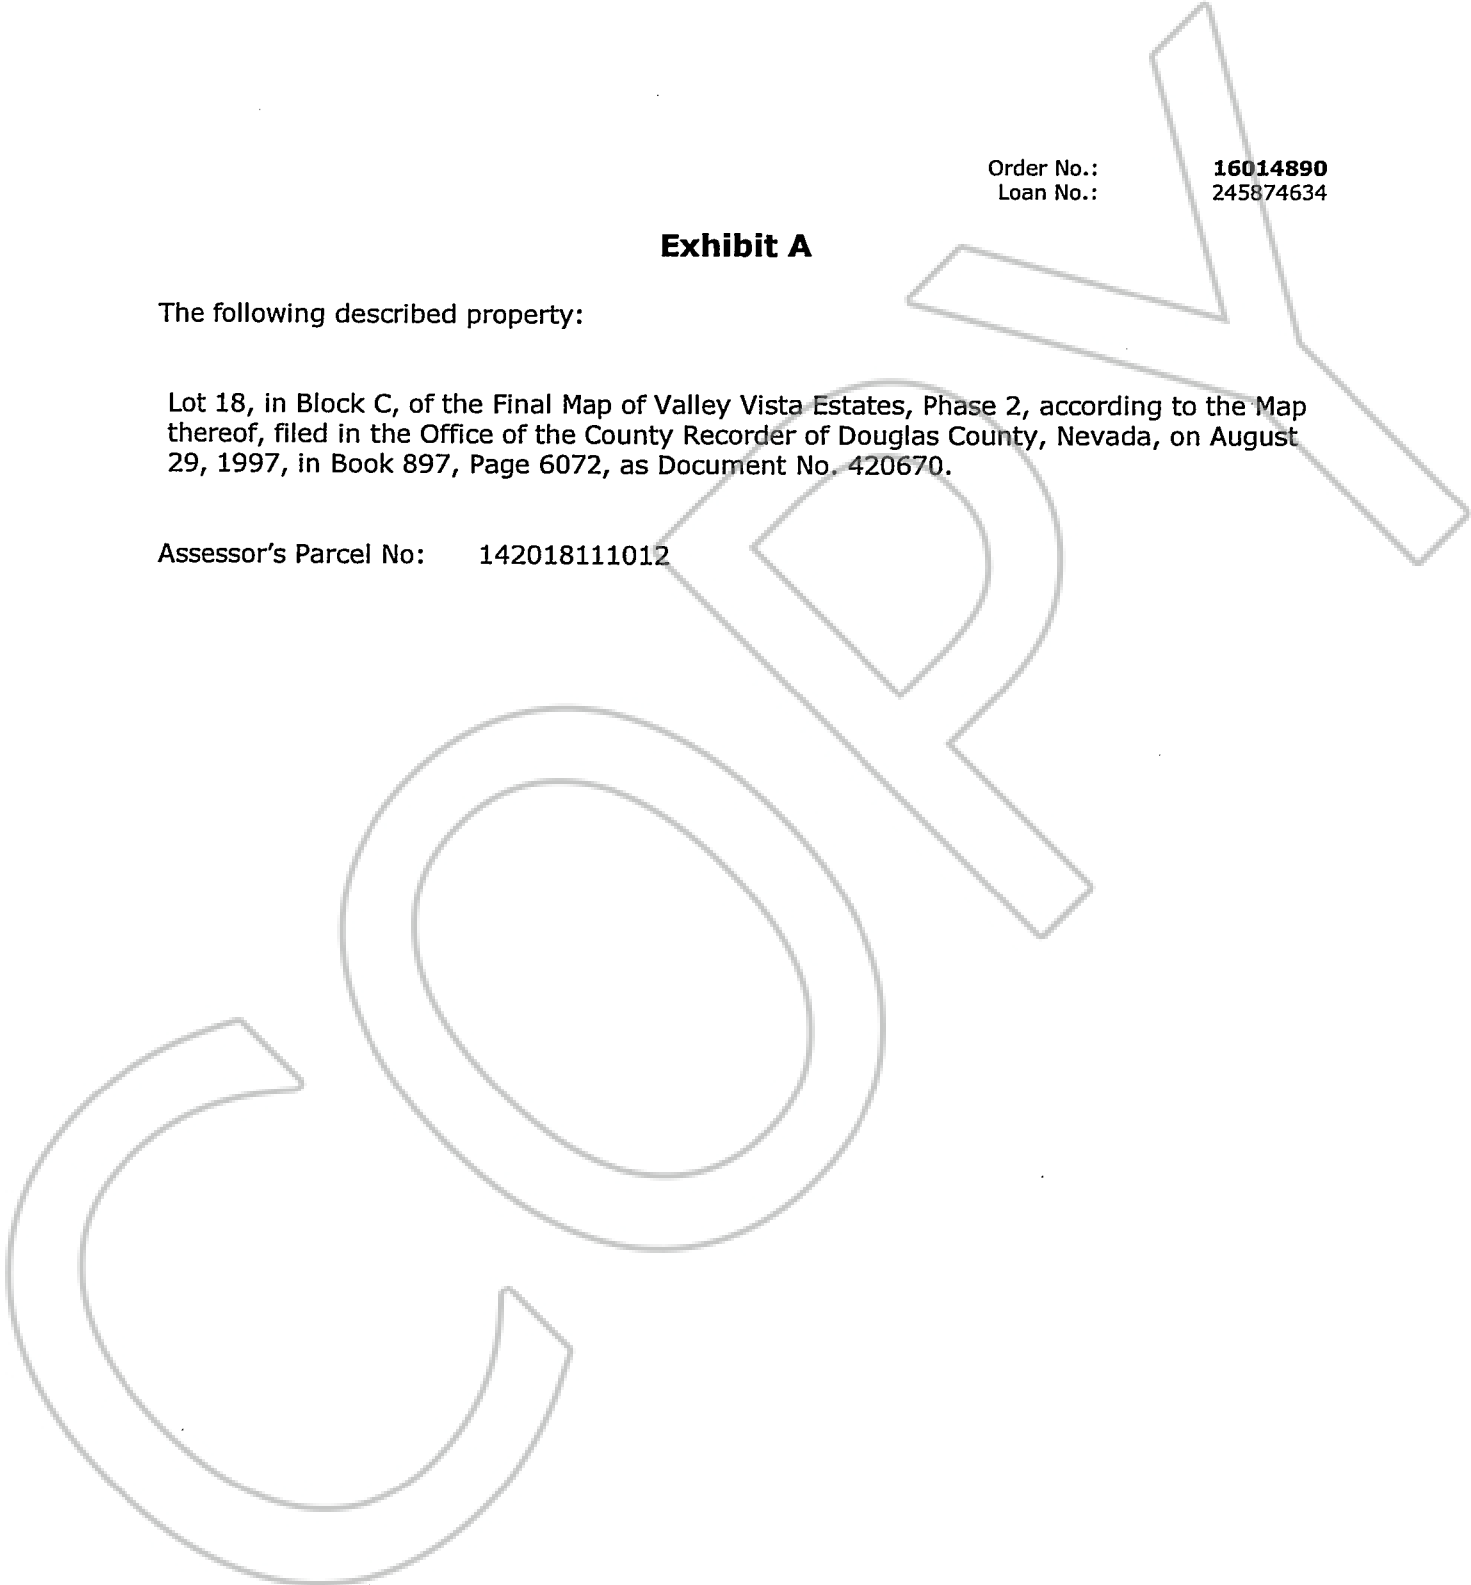 Order No.: 16014890
Loan No.: 245874634
Exhibit A
The following described property:
Lot 18, in Block C, of the Final Map of Valley Vista Estates, Phase 2, according to the Map
thereof, filed in the Office of the County Recorder of Douglas County, Nevada, on August
29, 1997, in Book 897, Page 6072, as Document No. 420670.
Assessor's Parcel No: 142018111012
COPY